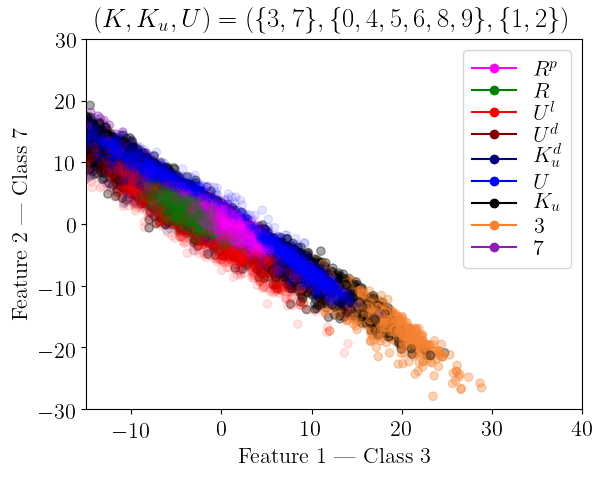 (K, K_u, U) = ({3, 7}, {0, 4, 5, 6, 8, 9}, {1, 2})
30
20
10
0
−10
−20
−30
Feature 2 — Class 7
R^p
R
U^l
U^d
K_u^d
U
K_u
3
7
−10
0
10
20
30
40
Feature 1 — Class 3